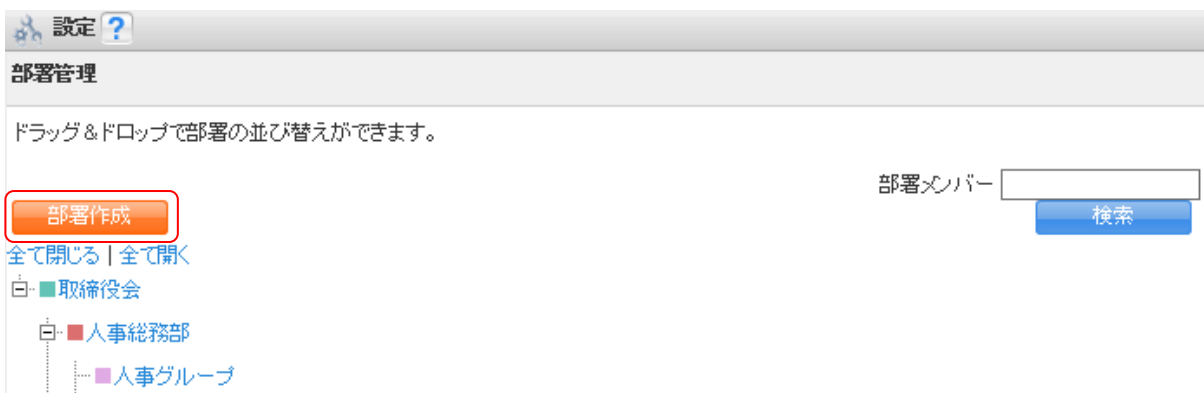 設定 ?
部署管理
ドラッグ&ドロップで部署の並び替えができます。
部署メンバー
部署作成
検索
全て閉じる | 全て開く
取締役会
人事総務部
人事グループ